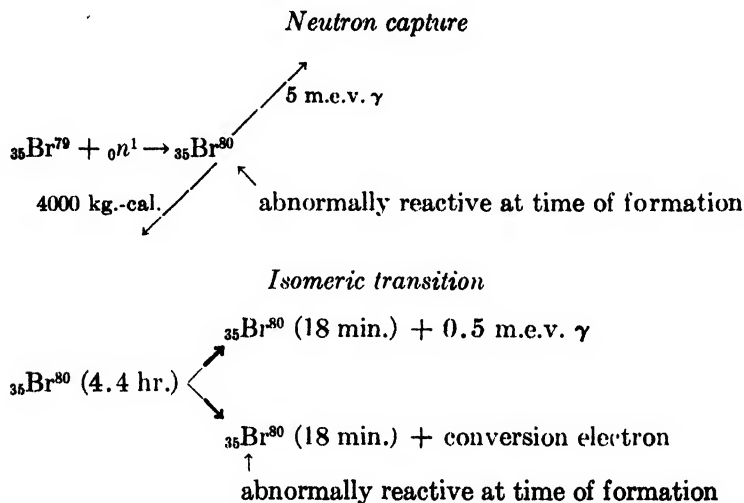 Neutron capture
5 m.e.v. γ
₃₅Br⁷⁹ + ₀n¹ → ₃₅Br⁸⁰
4000 kg.-cal.
abnormally reactive at time of formation
Isomeric transition
₃₅Br⁸⁰ (18 min.) + 0.5 m.e.v. γ
₃₅Br⁸⁰ (4.4 hr.)
₃₅Br⁸⁰ (18 min.) + conversion electron
abnormally reactive at time of formation